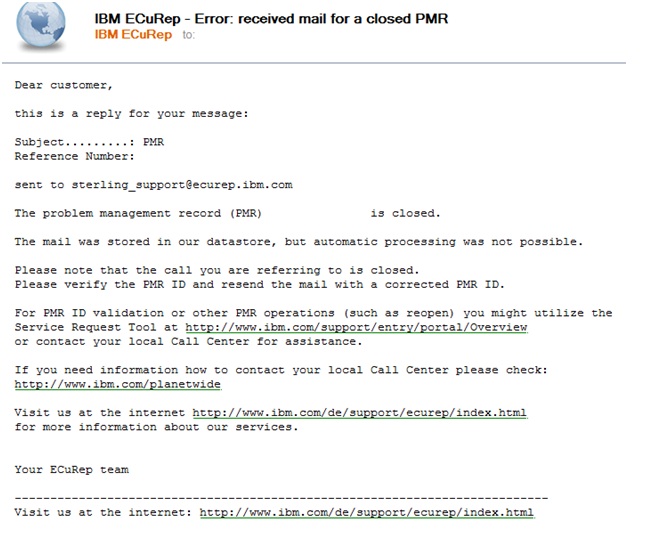 IBM ECuRep - Error: received mail for a closed PMR
IBM ECuRep to:
Dear customer,
this is a reply for your message:
Subject.........: PMR
Reference Number:
sent to sterling_support@ecurep.ibm.com
The problem management record (PMR) is closed.
The mail was stored in our datastore, but automatic processing was not possible.
Please note that the call you are referring to is closed.
Please verify the PMR ID and resend the mail with a corrected PMR ID.
For PMR ID validation or other PMR operations (such as reopen) you might utilize the
Service Request Tool at http://www.ibm.com/support/entry/portal/Overview
or contact your local Call Center for assistance.
If you need information how to contact your local Call Center please check:
http://www.ibm.com/planetwide
Visit us at the internet http://www.ibm.com/de/support/ecurep/index.html
for more information about our services.
Your ECuRep team
---------------------------------------------------------------------------
Visit us at the internet: http://www.ibm.com/de/support/ecurep/index.html